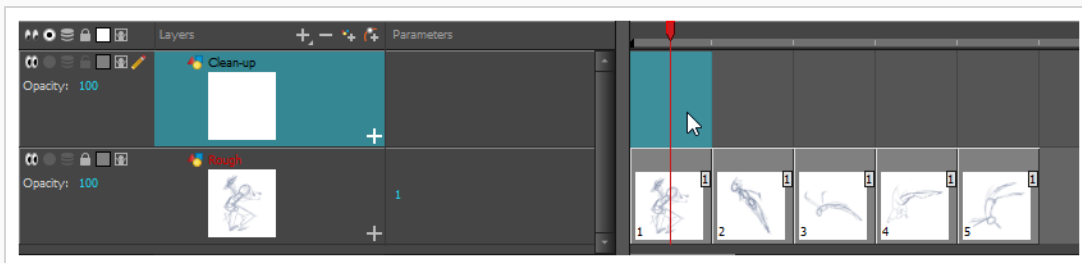 Layers Parameters
Clean-up
Opacity: 100
Rough
Opacity: 100
1
1 1 1 1 1
1 2 3 4 5